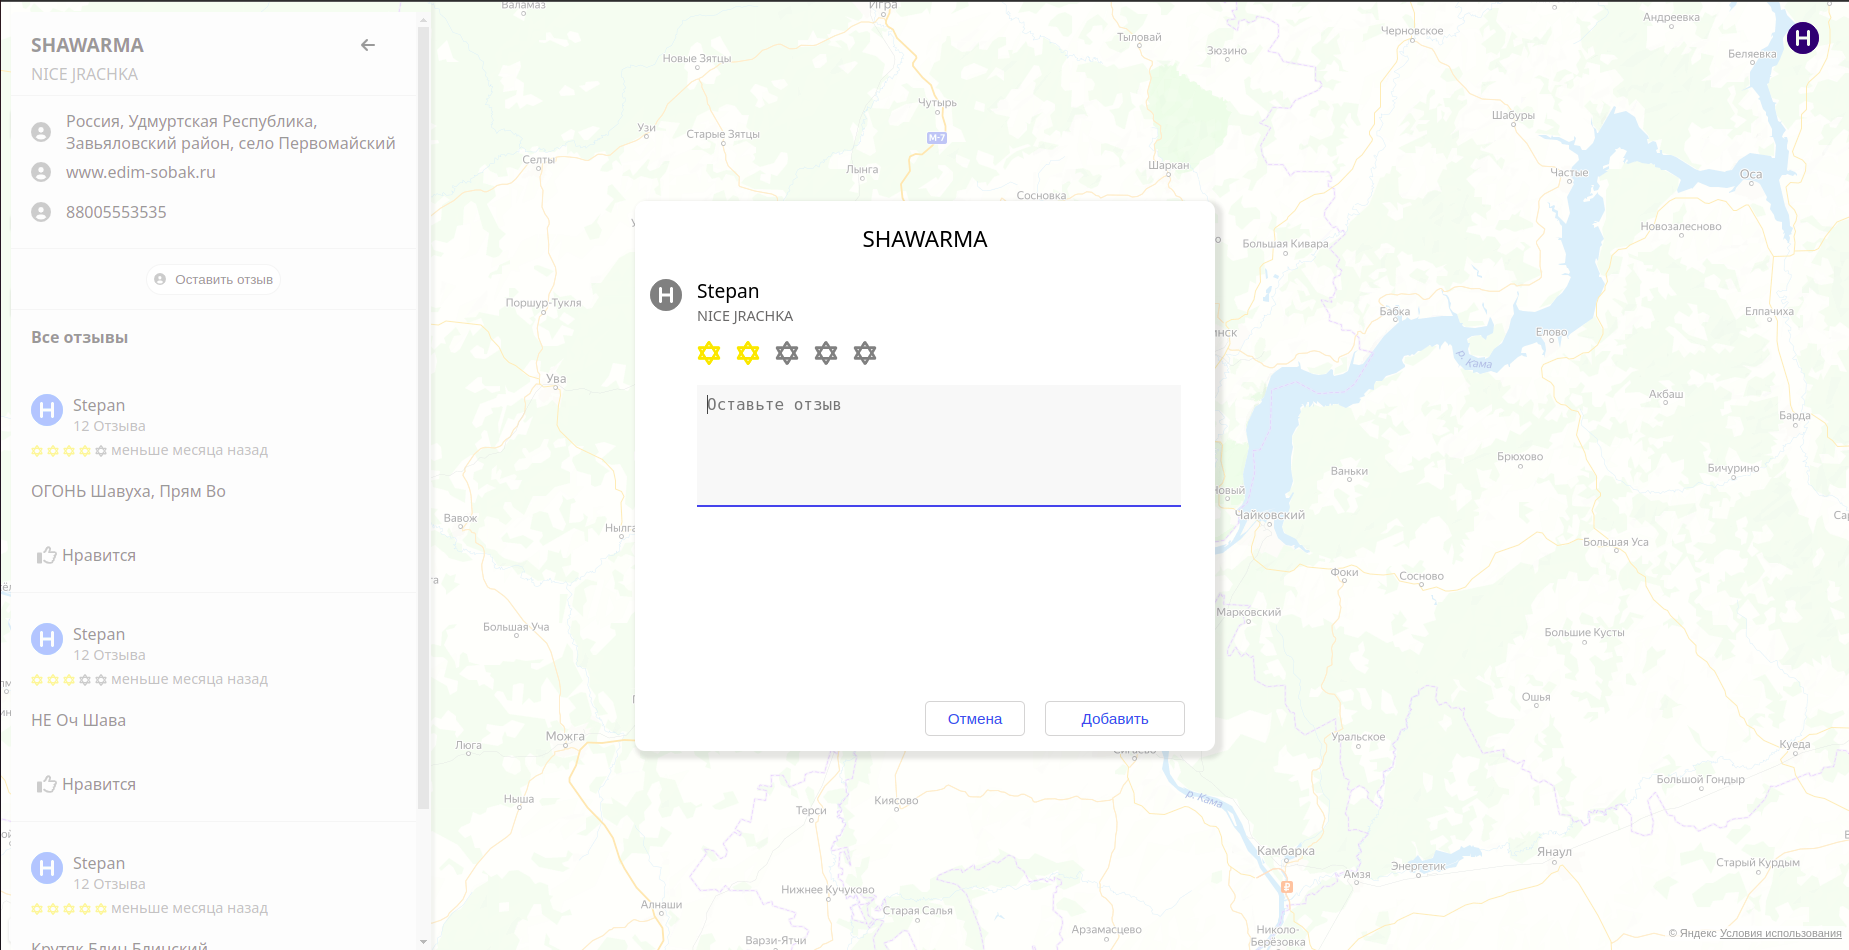 SHAWARMA
NICE JRACHKA
Россия, Удмуртская Республика,
Завьяловский район, село Первомайский
www.edim-sobak.ru
88005553535
Оставить отзыв
Все отзывы
Stepan
12 Отзыва
меньше месяца назад
ОГОНЬ Шавуха, Прям Во
Нравится
Stepan
12 Отзыва
меньше месяца назад
НЕ Оч Шава
Нравится
Stepan
12 Отзыва
меньше месяца назад
Крутяк Блин Блинский
SHAWARMA
Stepan
NICE JRACHKA
Оставьте отзыв
Отмена
Добавить
Валамаз
Игра
Новые Зятцы
Тыловай
Зюзино
Черновское
Андреевка
Беляевка
Чутырь
Узи
Старые Зятцы
М-7
Шабуры
Селты
Лынга
Шаркан
Частые
Оса
Сосновка
Новозалесново
Большая Кивара
Поршур-Тукля
Бабка
Елпачиха
Елово
р. Кама
Ува
Акбаш
Барда
Брюхово
Ваньки
Бичурино
Вавож
Чайковский
Большая Уса
Фоки
Сосново
Марковский
Большая Уча
Большие Кусты
Ошья
Люга
Можга
Уральское
Куеда
Большой Гондыр
Ныша
Терси
Киясово
р. Кама
Камбарка
Янаул
Энергетик
Амзя
Старый Курдым
Нижнее Кучуково
Алнаши
Старая Салья
Варзи-Ятчи
Арзамасцево
Николо-
Берёзовка
© Яндекс Условия использования